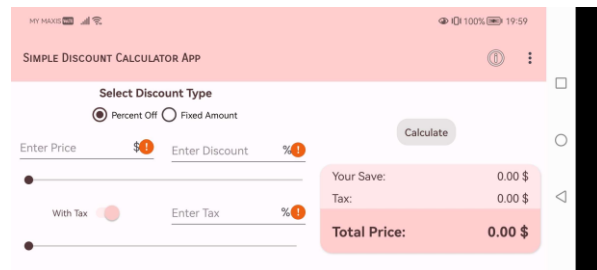 MY MAXIS 100% 19:59
SIMPLE DISCOUNT CALCULATOR APP
Select Discount Type
Percent Off Fixed Amount
Enter Price $ ! Enter Discount % !
With Tax Enter Tax % !
Calculate
Your Save: 0.00 $
Tax: 0.00 $
Total Price: 0.00 $